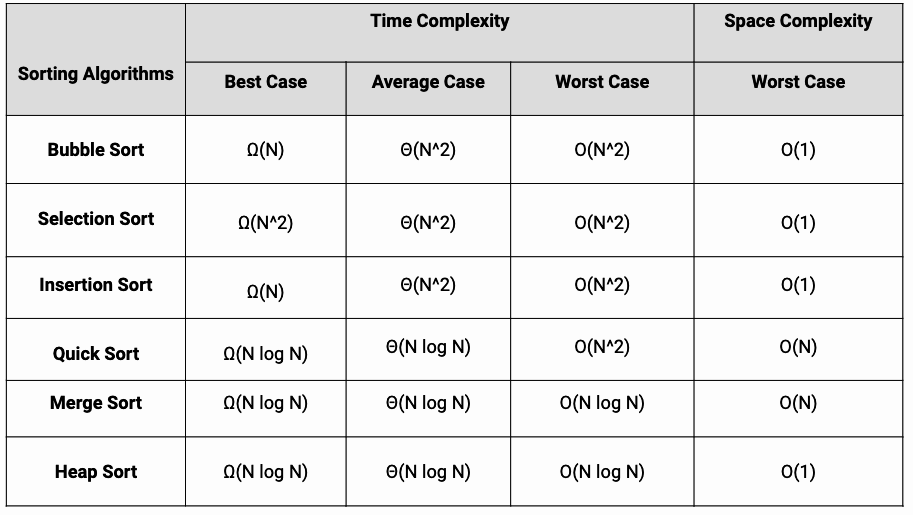 Time Complexity Space Complexity
Sorting Algorithms
Best Case Average Case Worst Case Worst Case
Bubble Sort Ω(N) Θ(N^2) O(N^2) O(1)
Selection Sort Ω(N^2) Θ(N^2) O(N^2) O(1)
Insertion Sort Ω(N) Θ(N^2) O(N^2) O(1)
Quick Sort Ω(N log N) Θ(N log N) O(N^2) O(N)
Merge Sort Ω(N log N) Θ(N log N) O(N log N) O(N)
Heap Sort Ω(N log N) Θ(N log N) O(N log N) O(1)